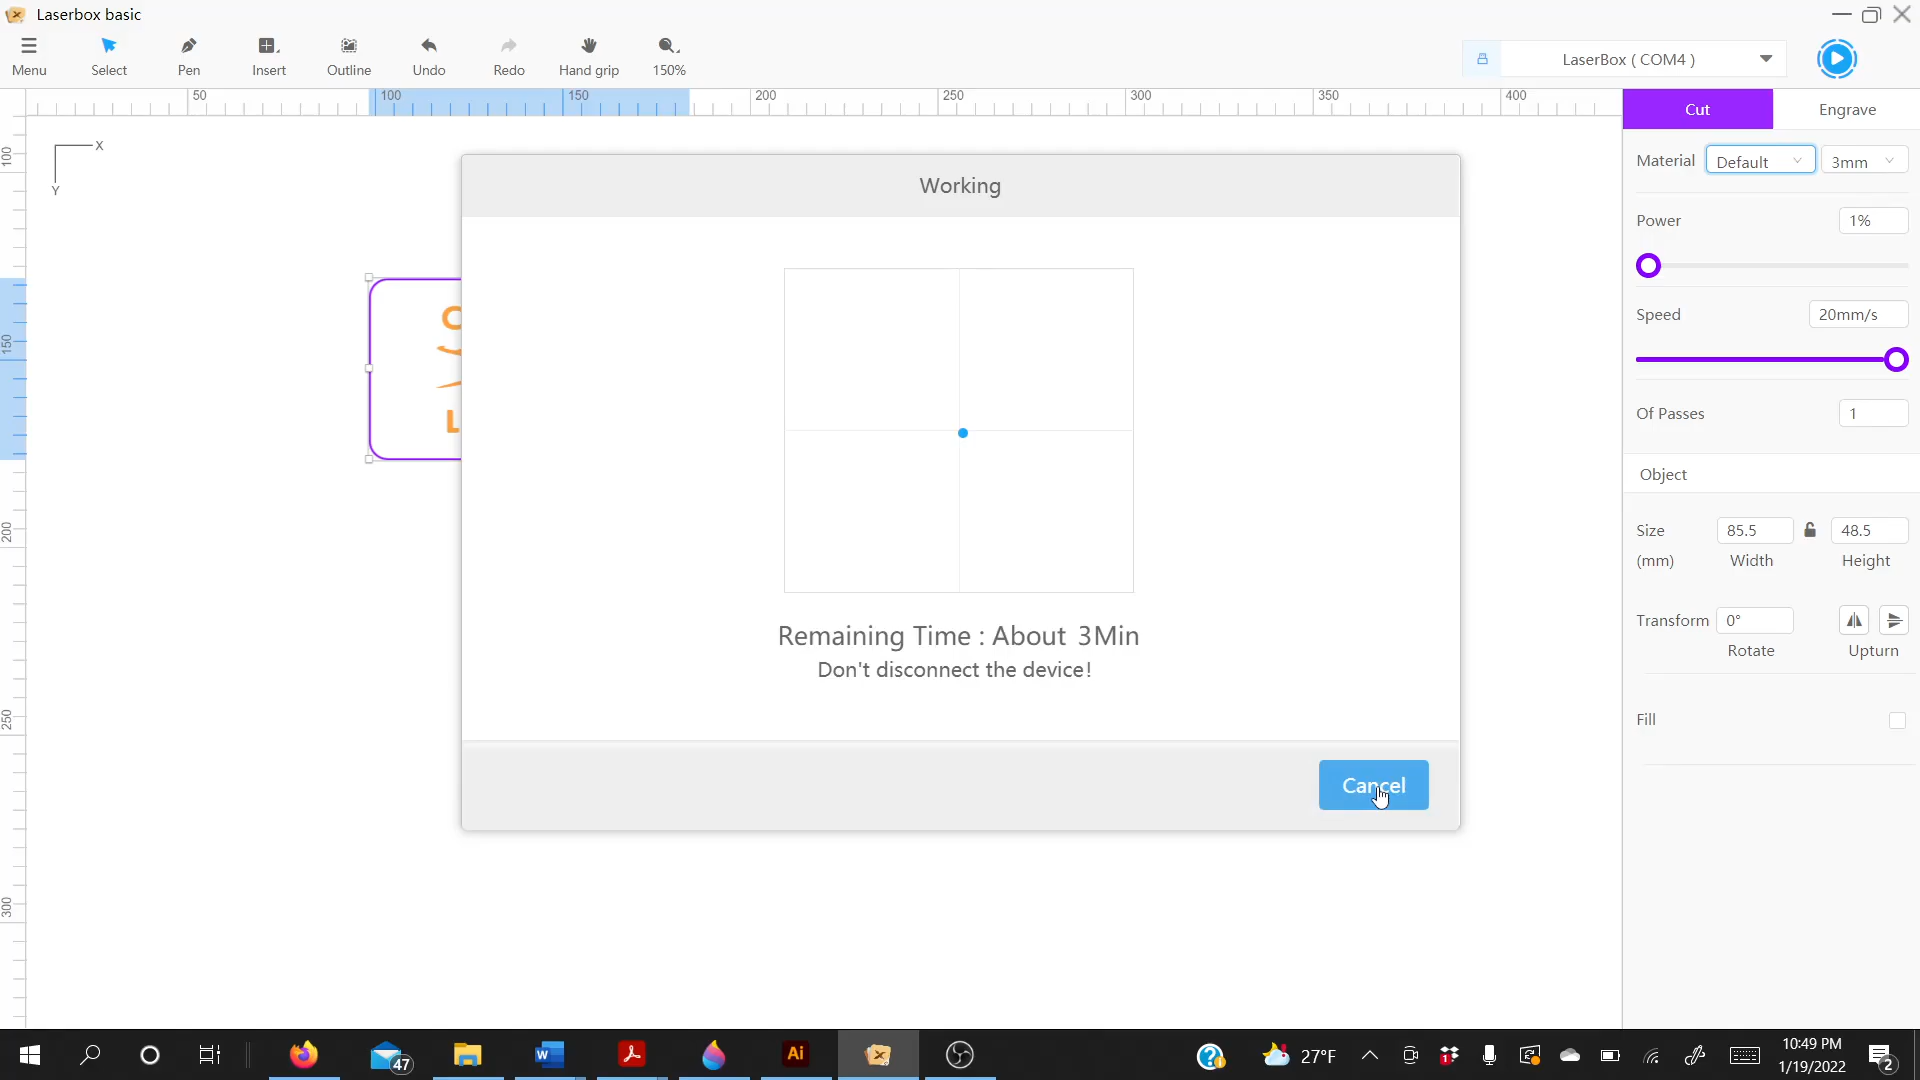 Laserbox basic
Menu
Select
Pen
Insert
Outline
Undo
Redo
Hand grip
150%
LaserBox ( COM4 )
50
100
150
200
250
300
350
400
Cut
Engrave
X
Y
100
150
200
250
300
Working
Remaining Time : About 3Min
Don't disconnect the device!
Cancel
O
L
Material
Default
3mm
Power
1%
Speed
20mm/s
Of Passes
1
Object
Size
85.5
48.5
(mm)
Width
Height
Transform
0°
Rotate
Upturn
Fill
47
W
Ai
27°F
1
10:49 PM
1/19/2022
2